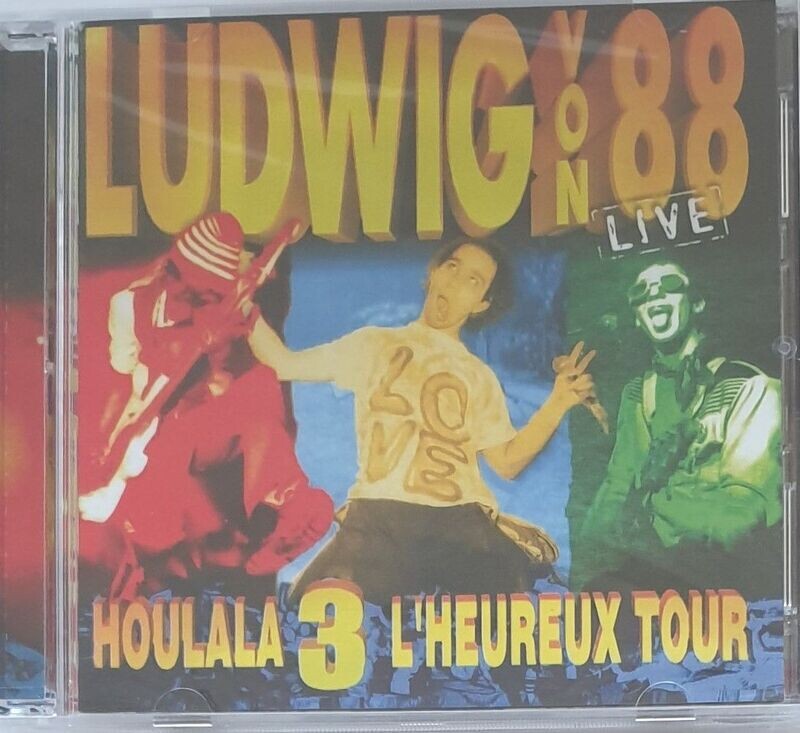 LUDWIG VON 88
LIVE
LOVE
HOULALA 3 L'HEUREUX TOUR